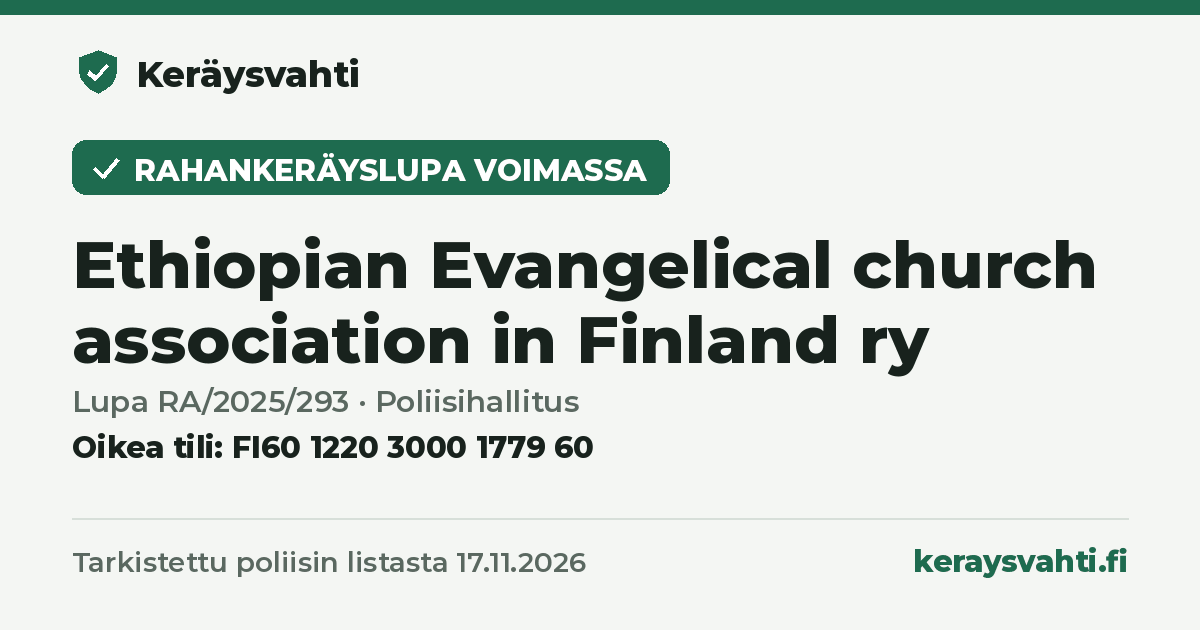 Keräysvahti
RAHANKERÄYSLUPA VOIMASSA
Ethiopian Evangelical church
association in Finland ry
Lupa RA/2025/293 · Poliisihallitus
Oikea tili: FI60 1220 3000 1779 60
Tarkistettu poliisin listasta 17.11.2026
keraysvahti.fi